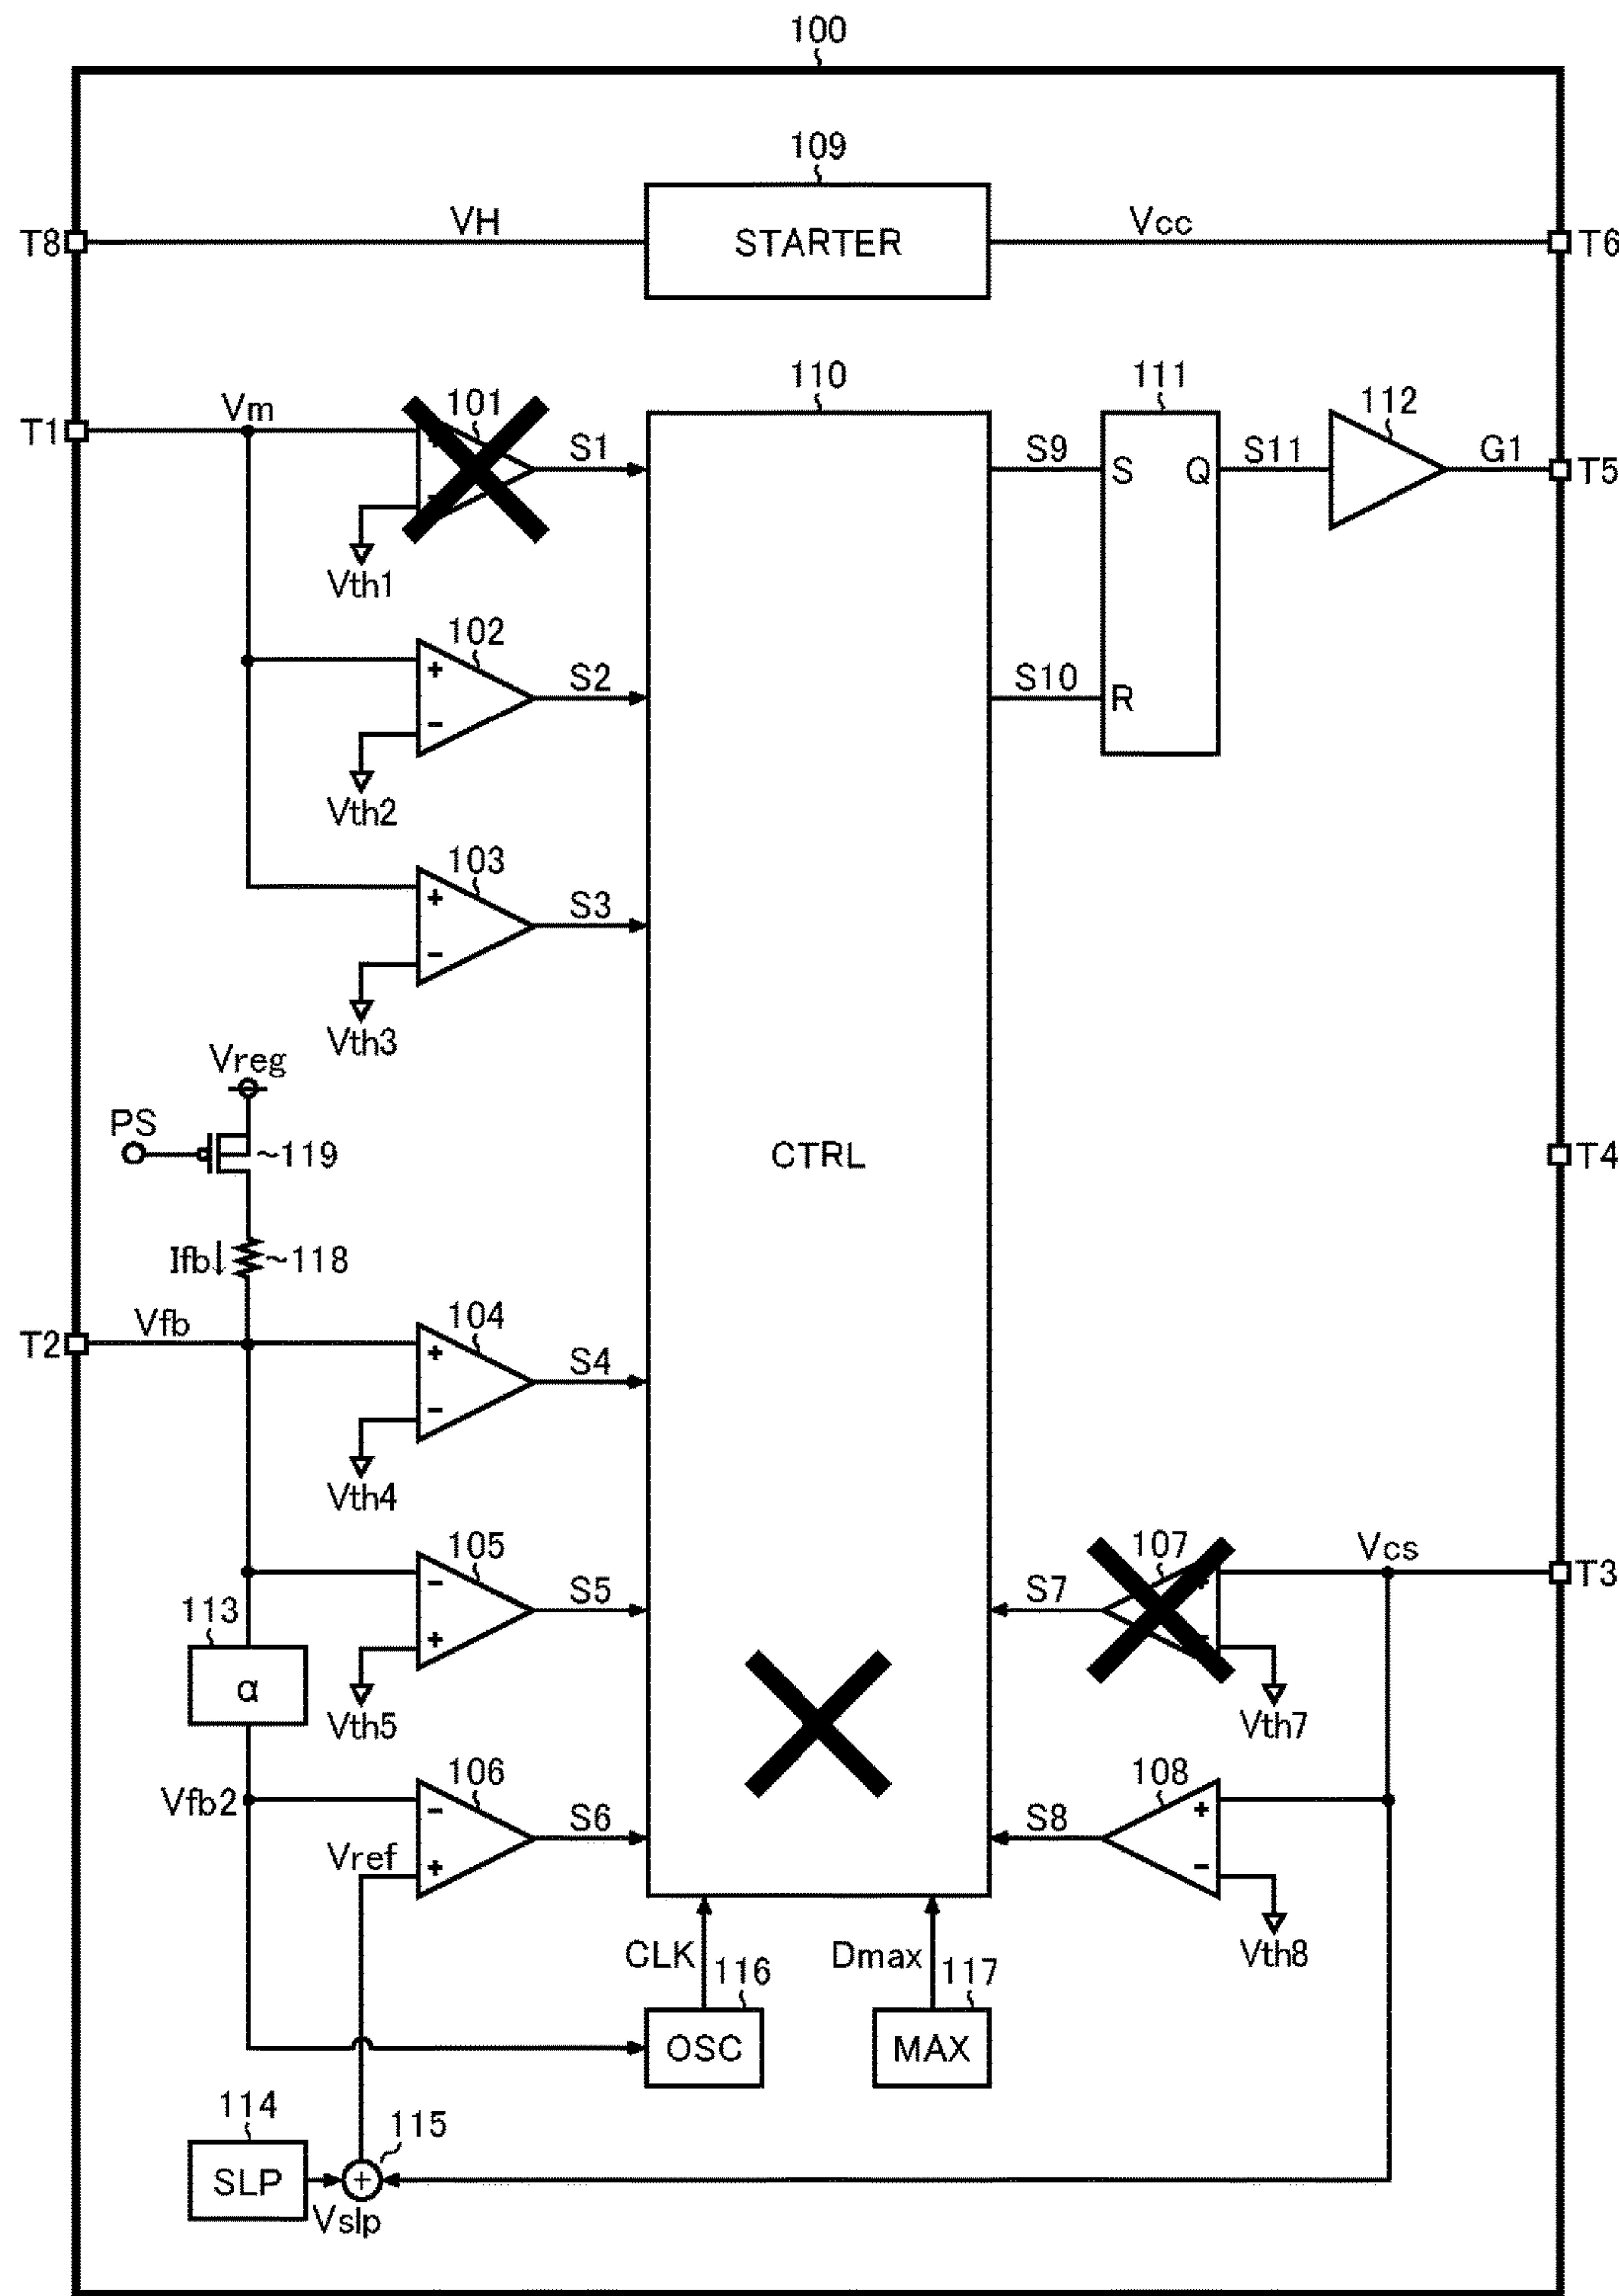 100
109
T8
VH
STARTER
Vcc
T6
T1
Vm
101
S1
Vth1
110
S9
111
S
Q
S11
112
G1
T5
102
+
-
S2
Vth2
S10
R
103
+
-
S3
Vth3
Vreg
PS
~119
CTRL
T4
Ifb↓
~118
T2
Vfb
104
+
-
S4
Vth4
105
-
+
S5
Vth5
113
α
107
S7
Vcs
T3
Vth7
Vfb2
106
-
+
S6
Vref
108
+
-
S8
Vth8
CLK
116
OSC
Dmax
117
MAX
114
SLP
115
+
Vslp